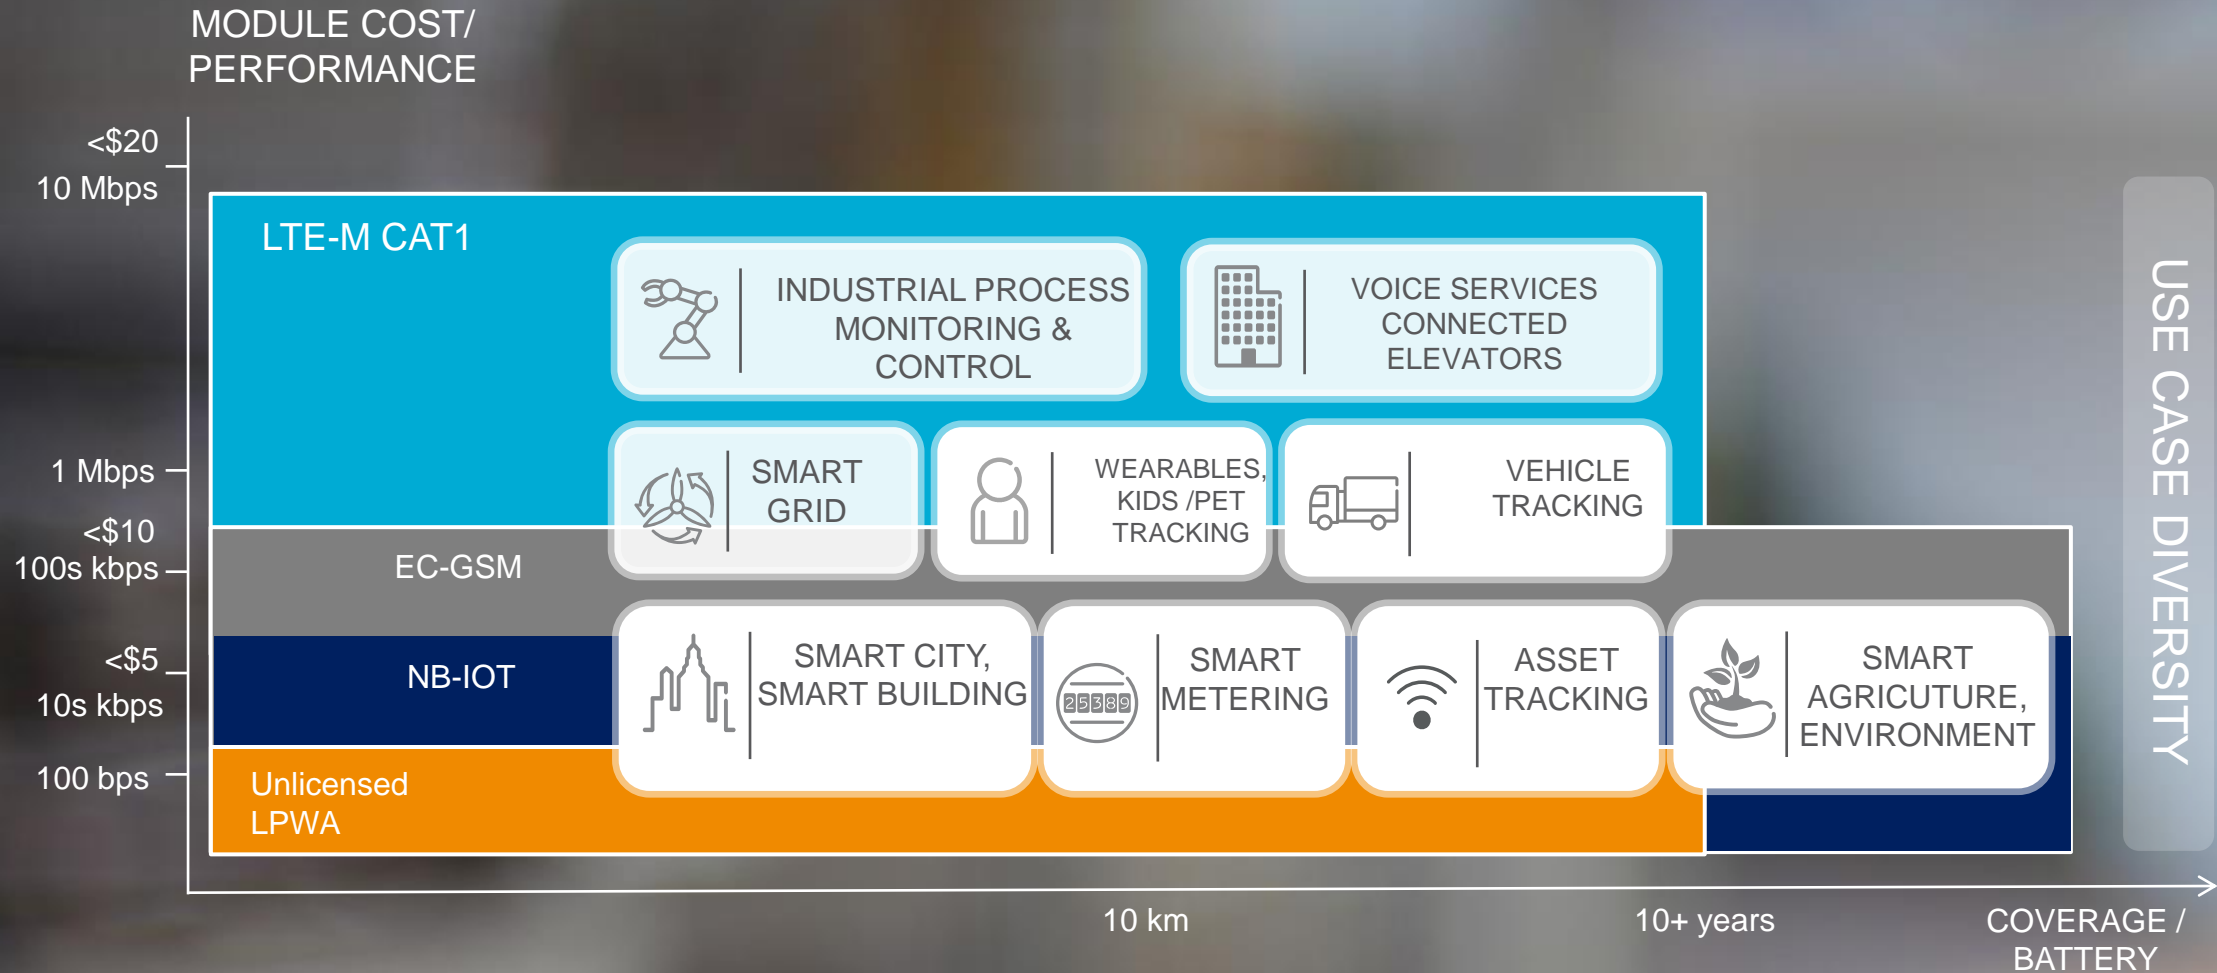 MODULE COST/
PERFORMANCE
<$20
10 Mbps
1 Mbps
<$10
100s kbps
<$5
10s kbps
100 bps
LTE-M CAT1
INDUSTRIAL PROCESS
MONITORING &
CONTROL
VOICE SERVICES
CONNECTED
ELEVATORS
SMART
GRID
WEARABLES,
KIDS /PET
TRACKING
VEHICLE
TRACKING
EC-GSM
NB-IOT
SMART CITY,
SMART BUILDING
25389
SMART
METERING
ASSET
TRACKING
SMART
AGRICUTURE,
ENVIRONMENT
Unlicensed
LPWA
USE CASE DIVERSITY
10 km
10+ years
COVERAGE /
BATTERY